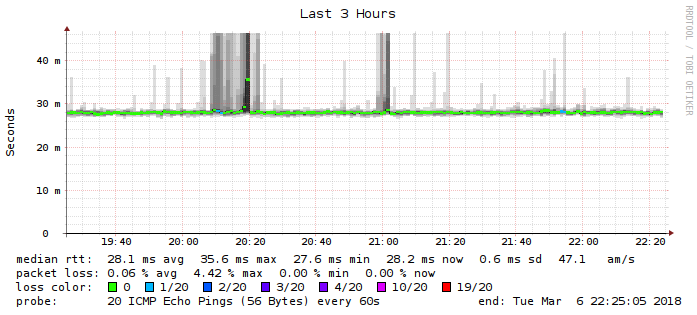 Last 3 Hours
RRDTOOL / TOBI OETIKER
Seconds
40 m
30 m
20 m
10 m
0
19:40 20:00 20:20 20:40 21:00 21:20 21:40 22:00 22:20
median rtt: 28.1 ms avg 35.6 ms max 27.6 ms min 28.2 ms now 0.6 ms sd 47.1 am/s
packet loss: 0.06 % avg 4.42 % max 0.00 % min 0.00 % now
loss color: 0 1/20 2/20 3/20 4/20 10/20 19/20
probe: 20 ICMP Echo Pings (56 Bytes) every 60s end: Tue Mar 6 22:25:05 2018